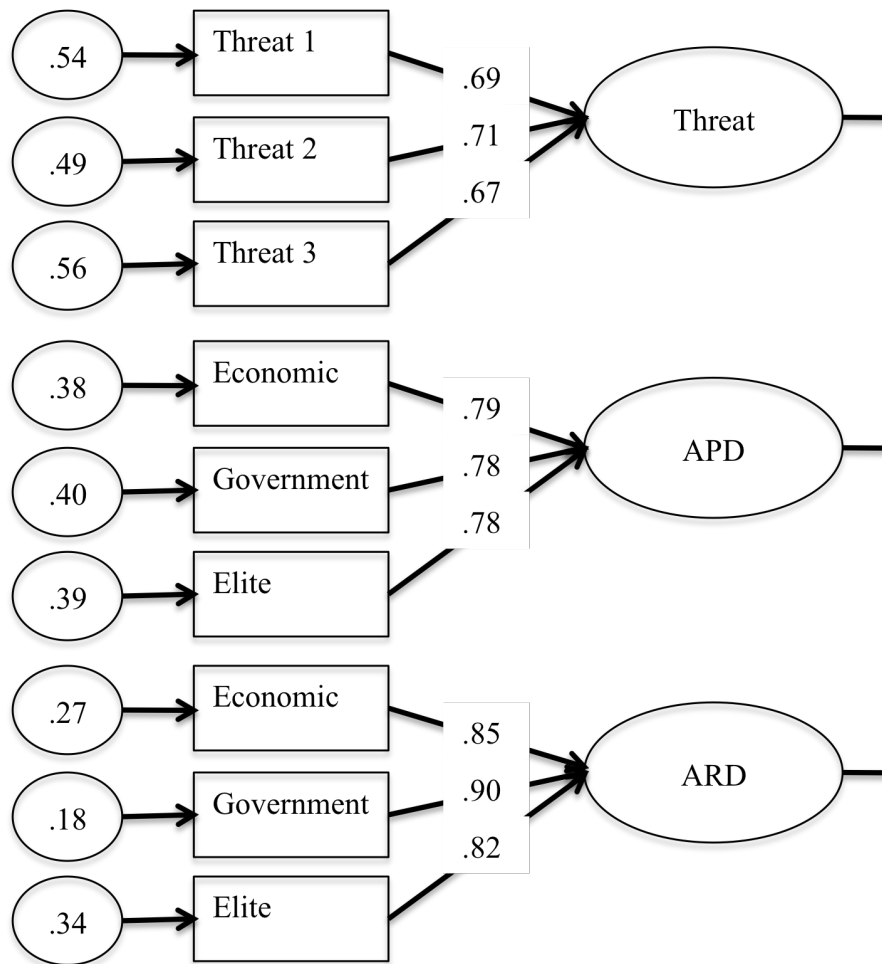 .54
Threat 1
.69
Threat
.49
Threat 2
.71
.56
Threat 3
.67
.38
Economic
.79
APD
.40
Government
.78
.39
Elite
.78
.27
Economic
.85
ARD
.18
Government
.90
.34
Elite
.82